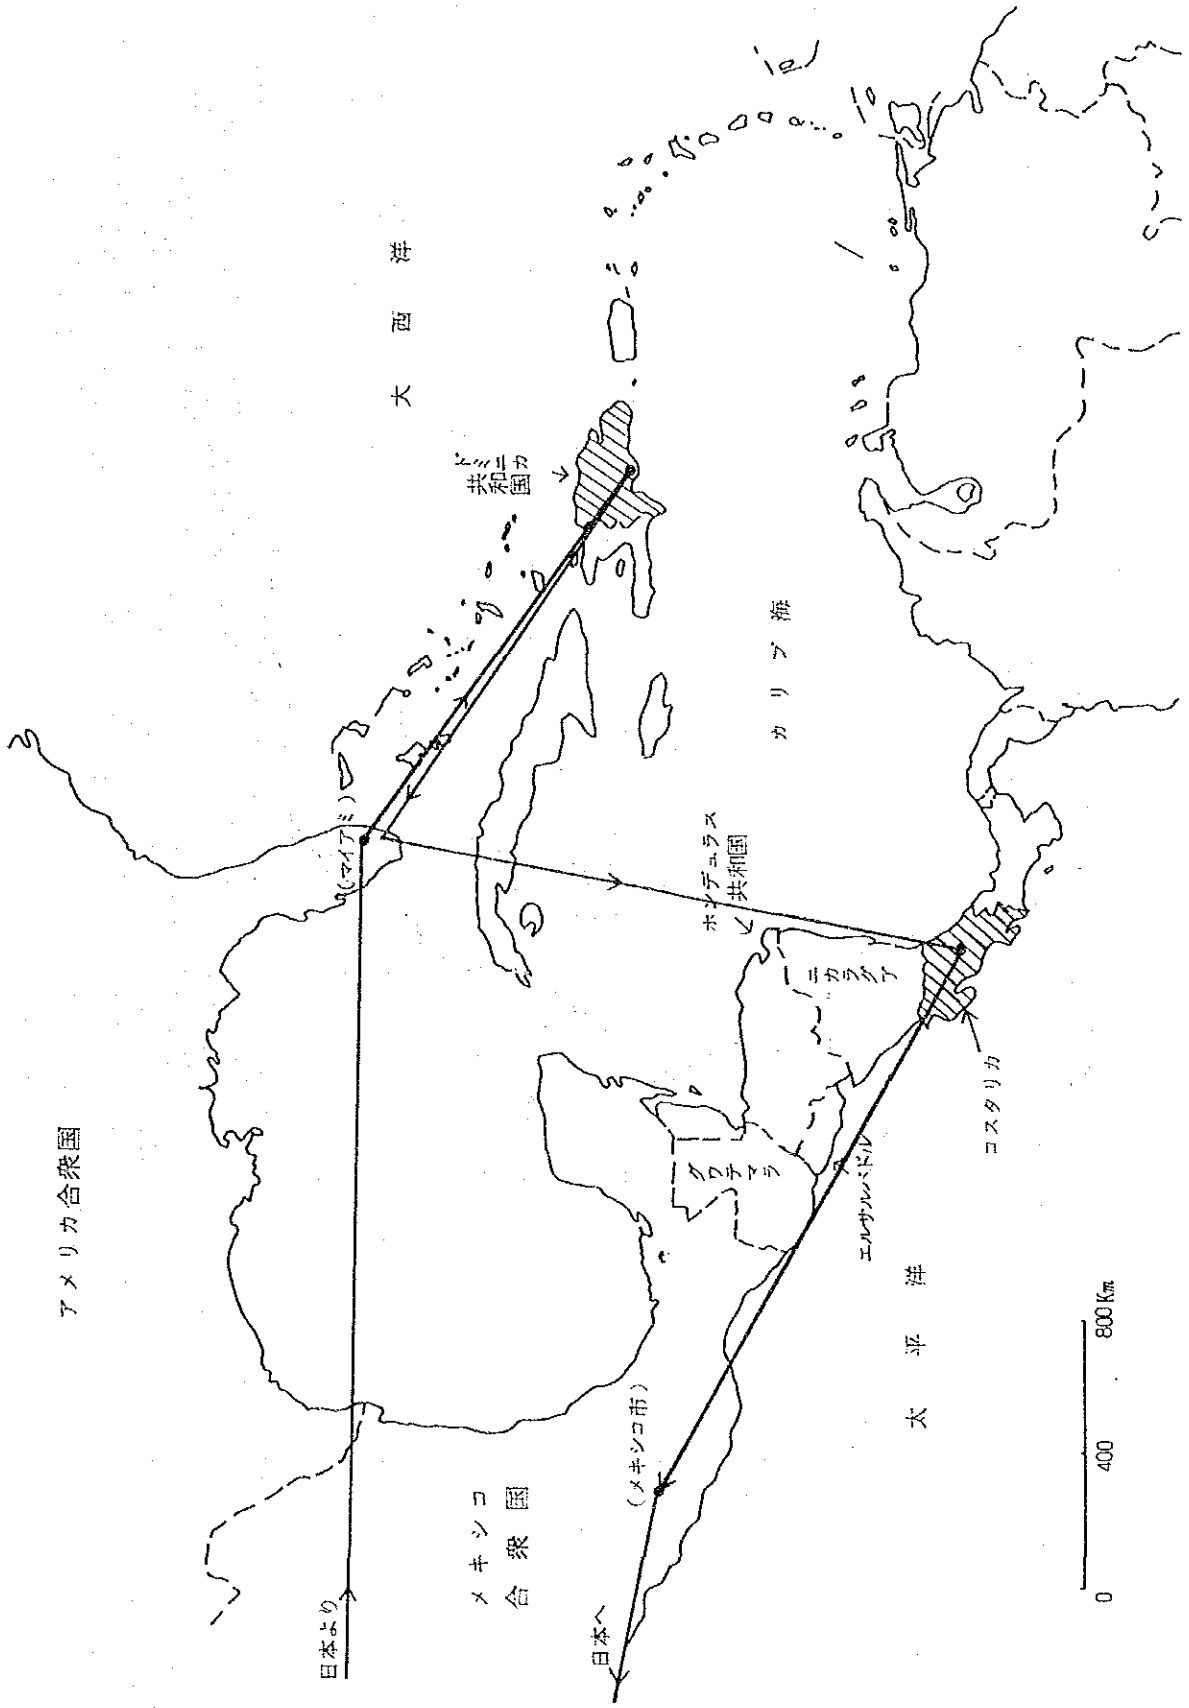 アメリカ合衆国
大西洋
ドミニカ
共和国
(マイアミ)
日本より
メキシコ
合衆国
カリブ海
ホンデュラス
共和国
ニカラグア
グワテマラ
エルサルバドル
コスタリカ
(メキシコ市)
日本へ
太平洋
0 400 800Km